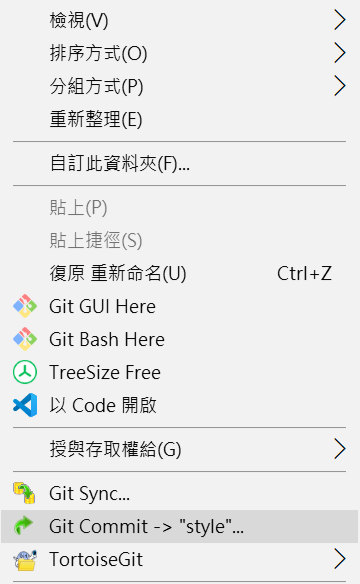 檢視(V)
排序方式(O)
分組方式(P)
重新整理(E)
自訂此資料夾(F)...
貼上(P)
貼上捷徑(S)
復原 重新命名(U) Ctrl+Z
Git GUI Here
Git Bash Here
TreeSize Free
以 Code 開啟
授與存取權給(G)
Git Sync...
Git Commit -> "style"...
TortoiseGit